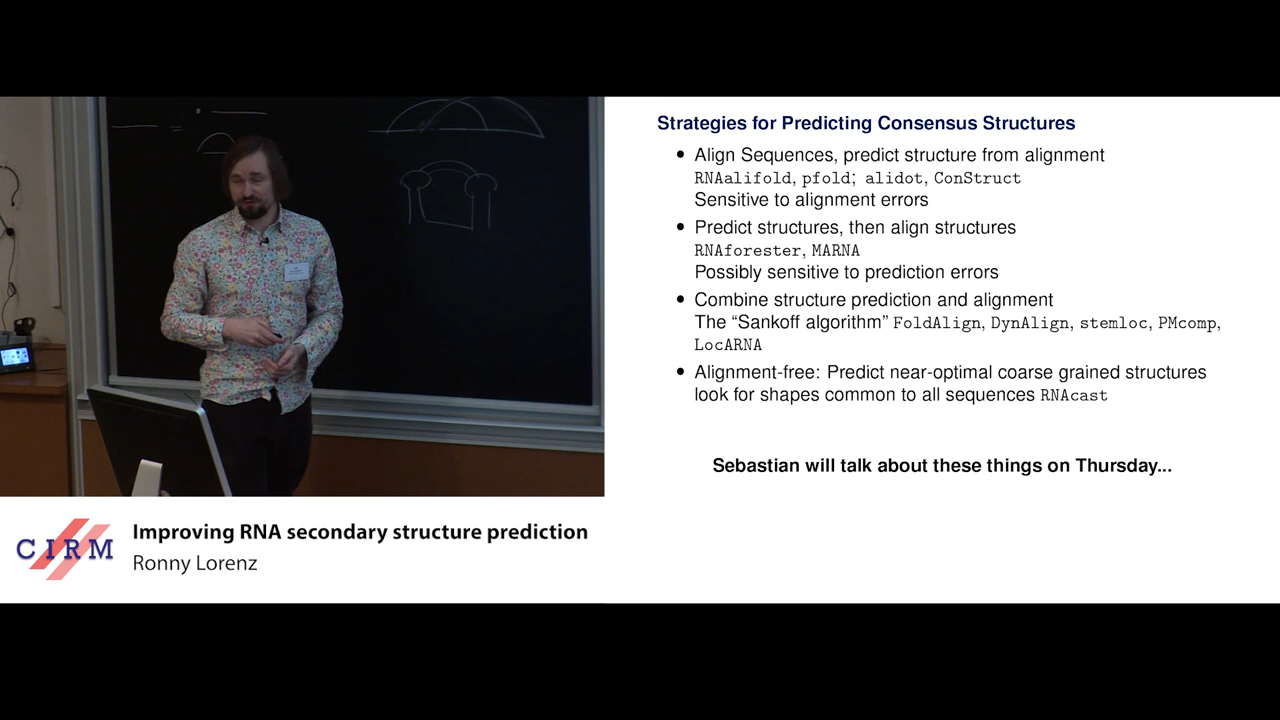 Strategies for Predicting Consensus Structures
• Align Sequences, predict structure from alignment
RNAalifold, pfold; alidot, ConStruct
Sensitive to alignment errors
• Predict structures, then align structures
RNAforester, MARNA
Possibly sensitive to prediction errors
• Combine structure prediction and alignment
The “Sankoff algorithm” FoldAlign, DynAlign, stemloc, PMcomp,
LocARNA
• Alignment-free: Predict near-optimal coarse grained structures
look for shapes common to all sequences RNAcast
Sebastian will talk about these things on Thursday...
CIRM
Improving RNA secondary structure prediction
Ronny Lorenz